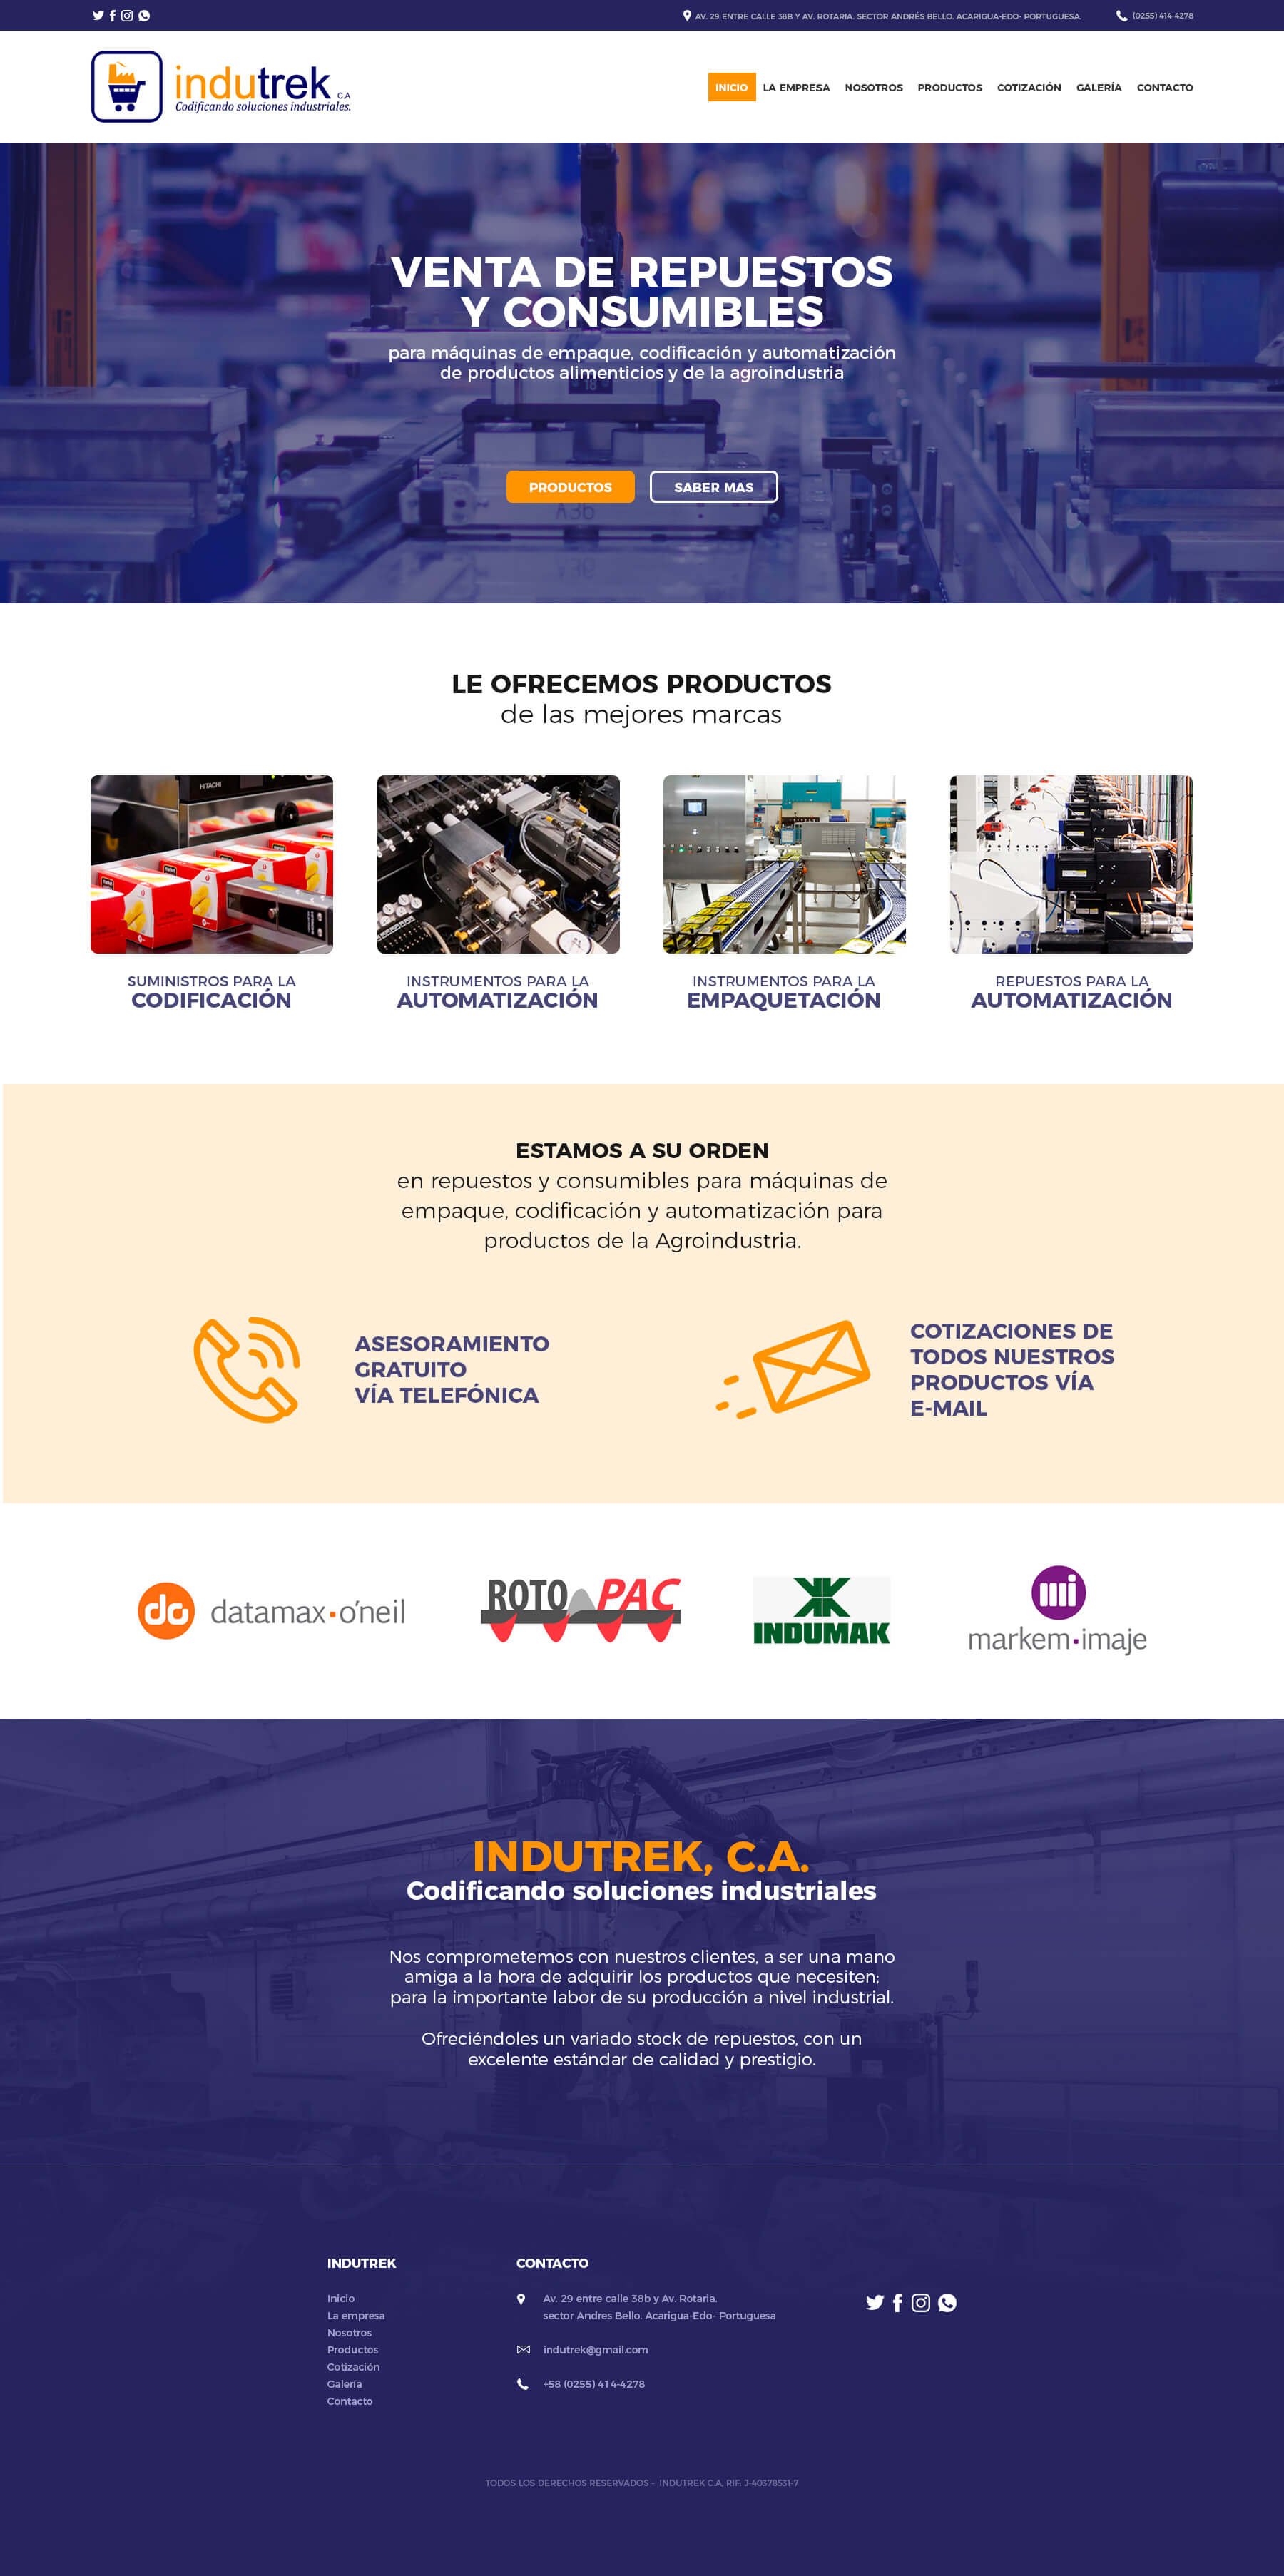 AV. 29 ENTRE CALLE 38B Y AV. ROTARIA. SECTOR ANDRÉS BELLO. ACARIGUA-EDO- PORTUGUESA.
(0255) 414-4278
indutrek C.A
Codificando soluciones industriales.
INICIO LA EMPRESA NOSOTROS PRODUCTOS COTIZACIÓN GALERÍA CONTACTO
VENTA DE REPUESTOS
Y CONSUMIBLES
para máquinas de empaque, codificación y automatización
de productos alimenticios y de la agroindustria
18
PRODUCTOS
SABER MAS
A36
LE OFRECEMOS PRODUCTOS
de las mejores marcas
HITACHI
SUMINISTROS PARA LA
CODIFICACIÓN
INSTRUMENTOS PARA LA
AUTOMATIZACIÓN
INSTRUMENTOS PARA LA
EMPAQUETACIÓN
REPUESTOS PARA LA
AUTOMATIZACIÓN
ESTAMOS A SU ORDEN
en repuestos y consumibles para máquinas de
empaque, codificación y automatización para
productos de la Agroindustria.
ASESORAMIENTO
GRATUITO
VÍA TELEFÓNICA
COTIZACIONES DE
TODOS NUESTROS
PRODUCTOS VÍA
E-MAIL
do datamax·o'neil
ROTO PAC
INDUMAK
mi
markem·imaje
INDUTREK, C.A.
Codificando soluciones industriales
Nos comprometemos con nuestros clientes, a ser una mano
amiga a la hora de adquirir los productos que necesiten;
para la importante labor de su producción a nivel industrial.
Ofreciéndoles un variado stock de repuestos, con un
excelente estándar de calidad y prestigio.
INDUTREK
Inicio
La empresa
Nosotros
Productos
Cotización
Galería
Contacto
CONTACTO
Av. 29 entre calle 38b y Av. Rotaria.
sector Andres Bello. Acarigua-Edo- Portuguesa
indutrek@gmail.com
+58 (0255) 414-4278
TODOS LOS DERECHOS RESERVADOS - INDUTREK C.A, RIF: J-40378531-7